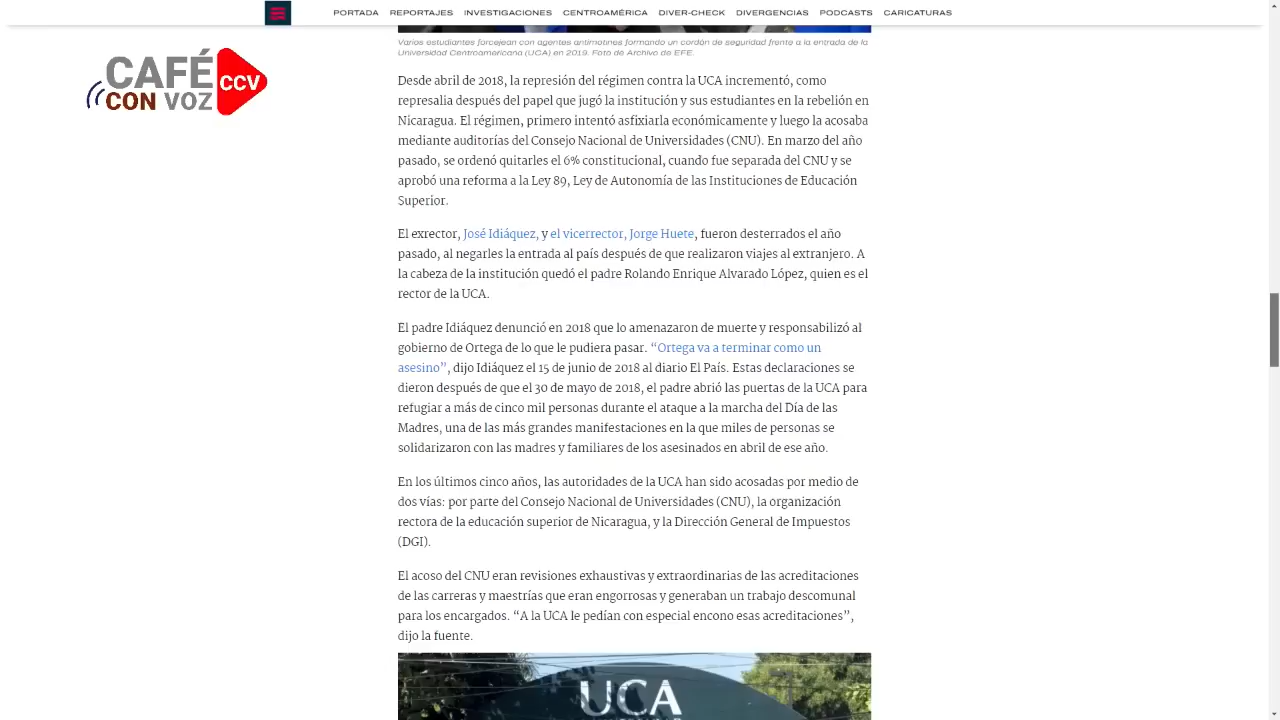 PORTADA REPORTAJES INVESTIGACIONES CENTROAMÉRICA DIVER-CHECK DIVERGENCIAS PODCASTS CARICATURAS
Varios estudiantes forcejean con agentes antimotines formando un cordón de seguridad frente a la entrada de la
Universidad Centroamericana (UCA) en 2019. Foto de Archivo de EFE.
CAFÉ
CON VOZ
CCV
Desde abril de 2018, la represión del régimen contra la UCA incrementó, como
represalia después del papel que jugó la institución y sus estudiantes en la rebelión en
Nicaragua. El régimen, primero intentó asfixiarla económicamente y luego la acosaba
mediante auditorías del Consejo Nacional de Universidades (CNU). En marzo del año
pasado, se ordenó quitarles el 6% constitucional, cuando fue separada del CNU y se
aprobó una reforma a la Ley 89, Ley de Autonomía de las Instituciones de Educación
Superior.
El exrector, José Idiáquez, y el vicerrector, Jorge Huete, fueron desterrados el año
pasado, al negarles la entrada al país después de que realizaron viajes al extranjero. A
la cabeza de la institución quedó el padre Rolando Enrique Alvarado López, quien es el
rector de la UCA.
El padre Idiáquez denunció en 2018 que lo amenazaron de muerte y responsabilizó al
gobierno de Ortega de lo que le pudiera pasar. “Ortega va a terminar como un
asesino”, dijo Idiáquez el 15 de junio de 2018 al diario El País. Estas declaraciones se
dieron después de que el 30 de mayo de 2018, el padre abrió las puertas de la UCA para
refugiar a más de cinco mil personas durante el ataque a la marcha del Día de las
Madres, una de las más grandes manifestaciones en la que miles de personas se
solidarizaron con las madres y familiares de los asesinados en abril de ese año.
En los últimos cinco años, las autoridades de la UCA han sido acosadas por medio de
dos vías: por parte del Consejo Nacional de Universidades (CNU), la organización
rectora de la educación superior de Nicaragua, y la Dirección General de Impuestos
(DGI).
El acoso del CNU eran revisiones exhaustivas y extraordinarias de las acreditaciones
de las carreras y maestrías que eran engorrosas y generaban un trabajo descomunal
para los encargados. “A la UCA le pedían con especial encono esas acreditaciones”,
dijo la fuente.
UCA